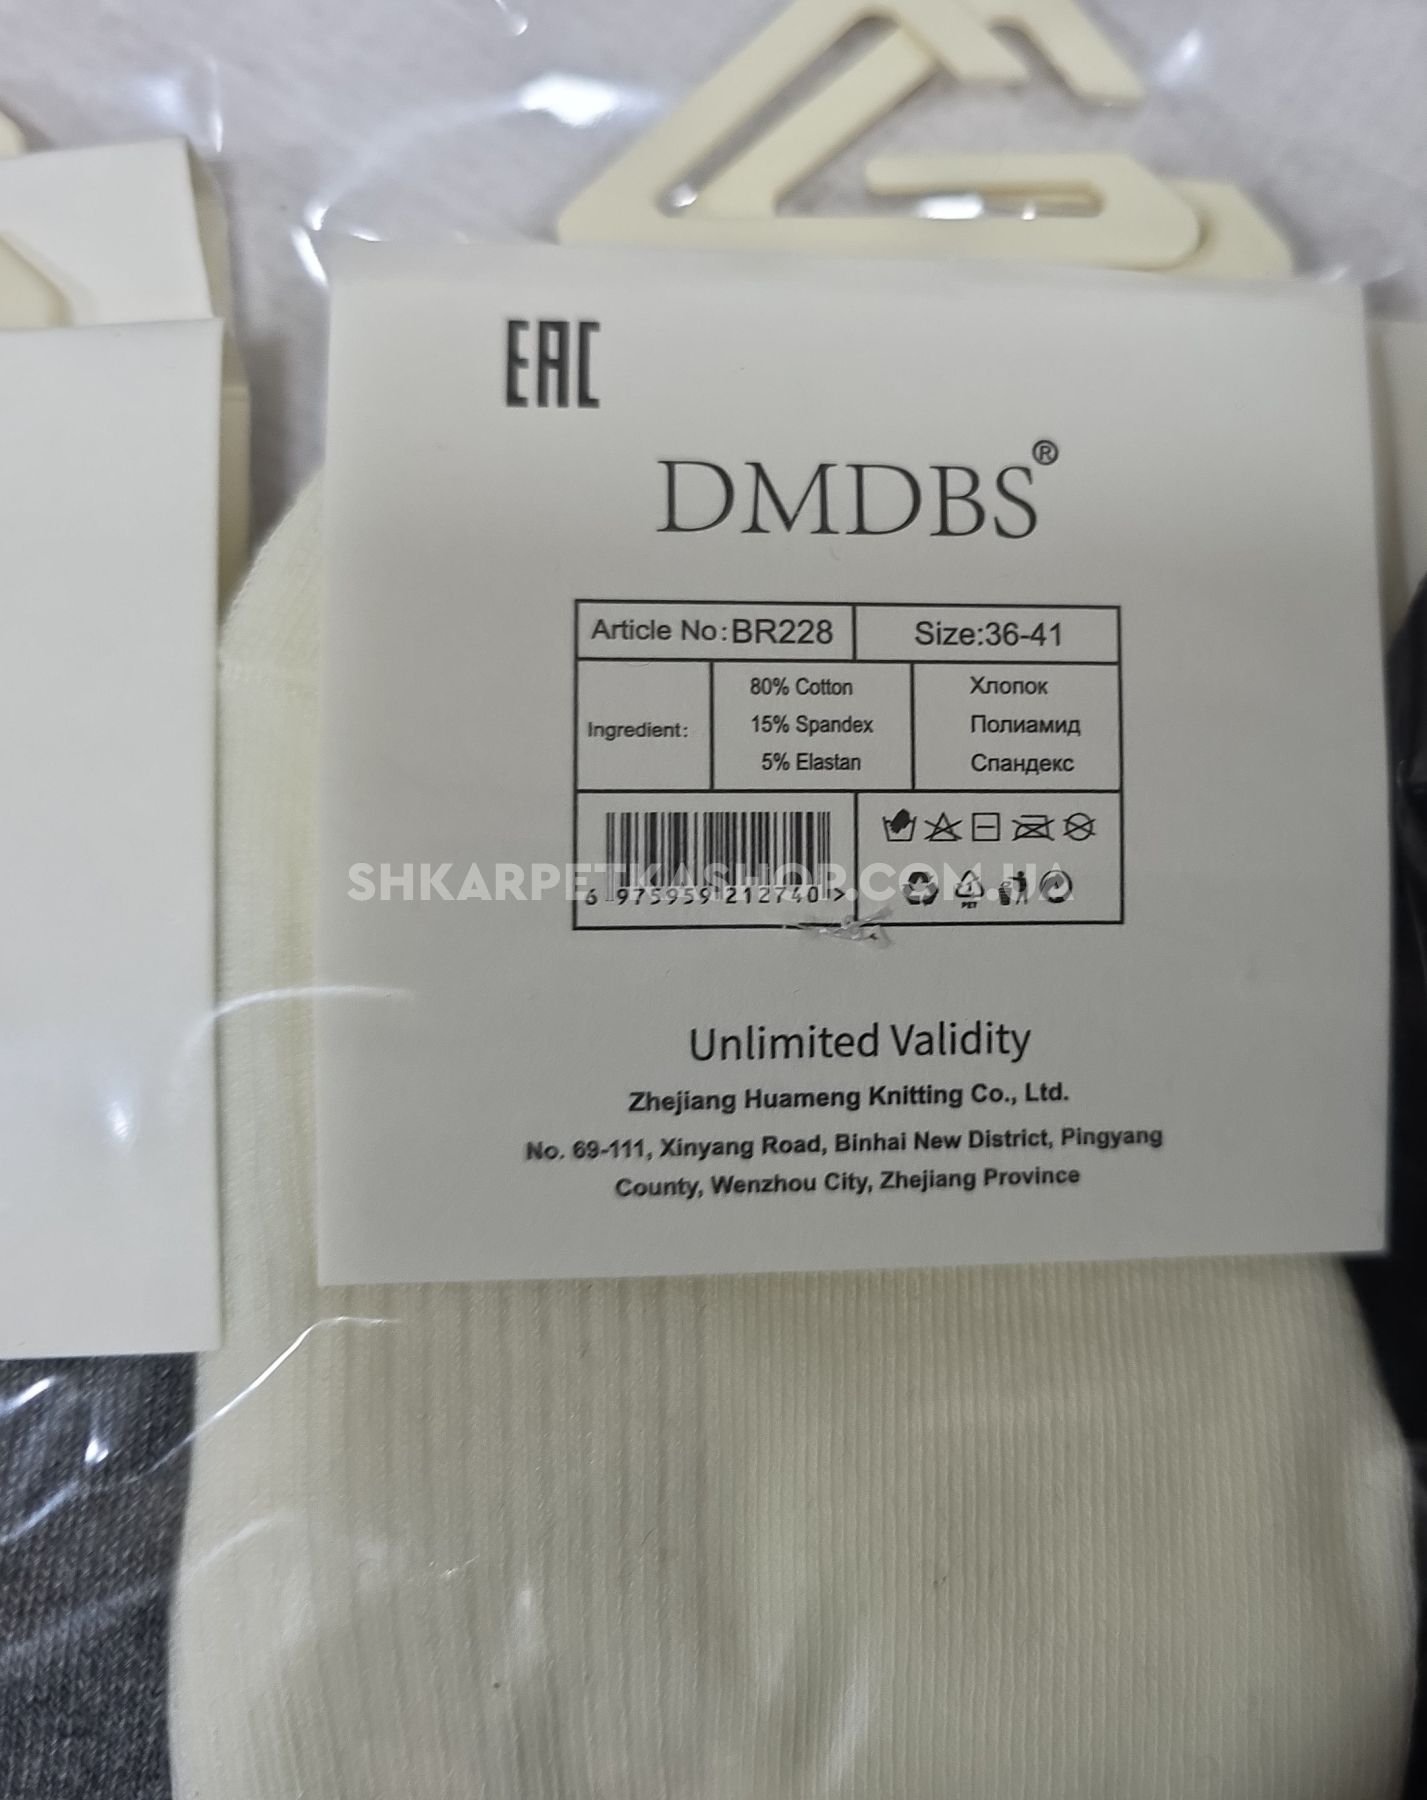 EAC
DMDBS®
Article No:BR228
Size:36-41
Ingredient:
80% Cotton
15% Spandex
5% Elastan
Хлопок
Полиамид
Спандекс
SHKARPETKASHOP.COM.UA
6 975959 212740 >
PET
Unlimited Validity
Zhejiang Huameng Knitting Co., Ltd.
No. 69-111, Xinyang Road, Binhai New District, Pingyang
County, Wenzhou City, Zhejiang Province